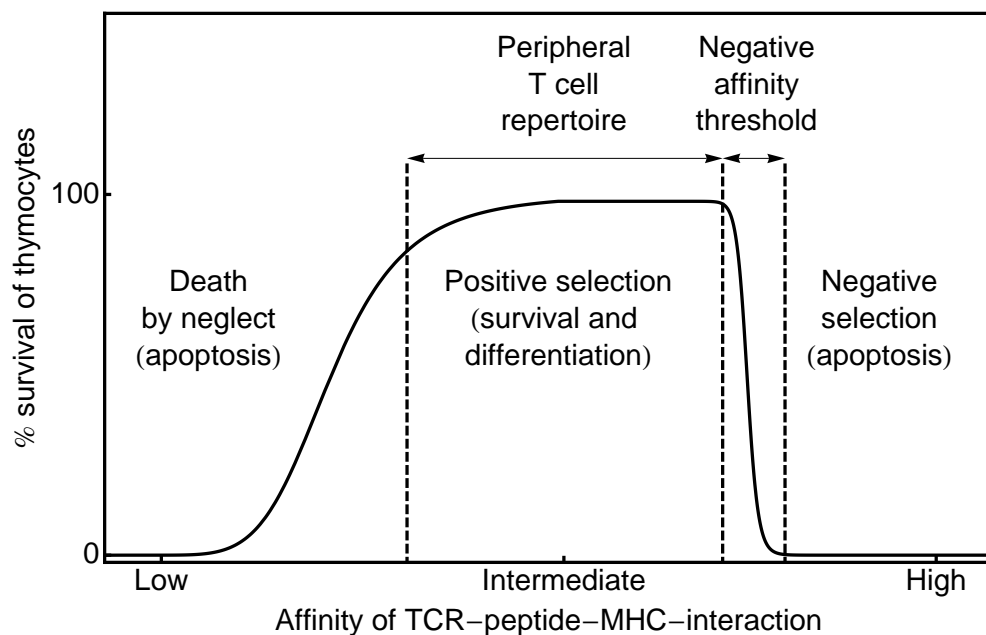 Peripheral
T cell
repertoire
Negative
affinity
threshold
% survival of thymocytes
100
0
Death
by neglect
(apoptosis)
Positive selection
(survival and
differentiation)
Negative
selection
(apoptosis)
Low
Intermediate
High
Affinity of TCR−peptide−MHC−interaction